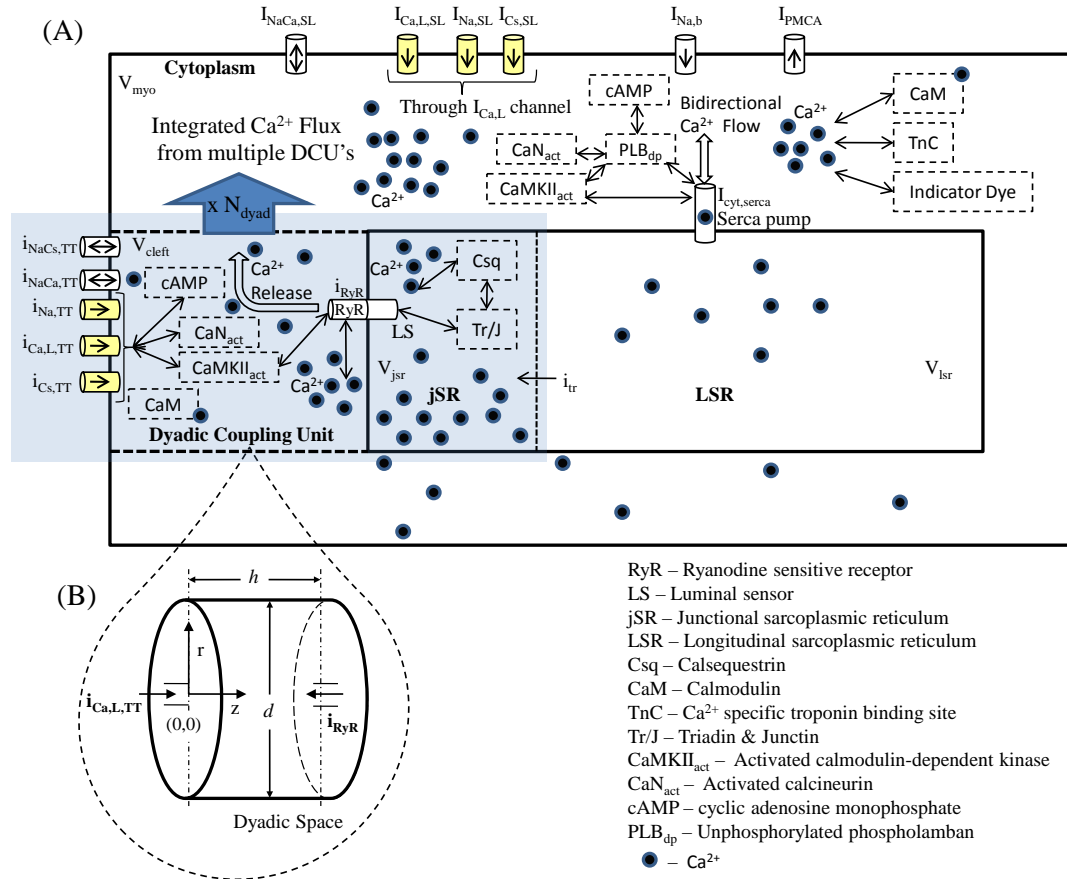 (A)
I_NaCa,SL
I_Ca,L,SL
I_Na,SL
I_Cs,SL
I_Na,b
I_PMCA
Cytoplasm
V_myo
Through I_Ca,L channel
Integrated Ca²⁺ Flux
from multiple DCU's
x N_dyad
Ca²⁺
cAMP
CaN_act
PLB_dp
CaMKII_act
Bidirectional
Ca²⁺ Flow
I_cyt,serca
Serca pump
Ca²⁺
CaM
TnC
Indicator Dye
i_NaCs,TT
i_NaCa,TT
i_Na,TT
i_Ca,L,TT
i_Cs,TT
V_cleft
cAMP
CaN_act
CaMKII_act
CaM
Ca²⁺
Release
i_RyR
RyR
LS
Ca²⁺
Dyadic Coupling Unit
Ca²⁺
Csq
Tr/J
V_jsr
jSR
i_tr
LSR
V_lsr
(B)
h
r
z
d
i_Ca,L,TT
(0,0)
i_RyR
Dyadic Space
RyR – Ryanodine sensitive receptor
LS – Luminal sensor
jSR – Junctional sarcoplasmic reticulum
LSR – Longitudinal sarcoplasmic reticulum
Csq – Calsequestrin
CaM – Calmodulin
TnC – Ca²⁺ specific troponin binding site
Tr/J – Triadin & Junctin
CaMKII_act – Activated calmodulin-dependent kinase
CaN_act – Activated calcineurin
cAMP – cyclic adenosine monophosphate
PLB_dp – Unphosphorylated phospholamban
– Ca²⁺